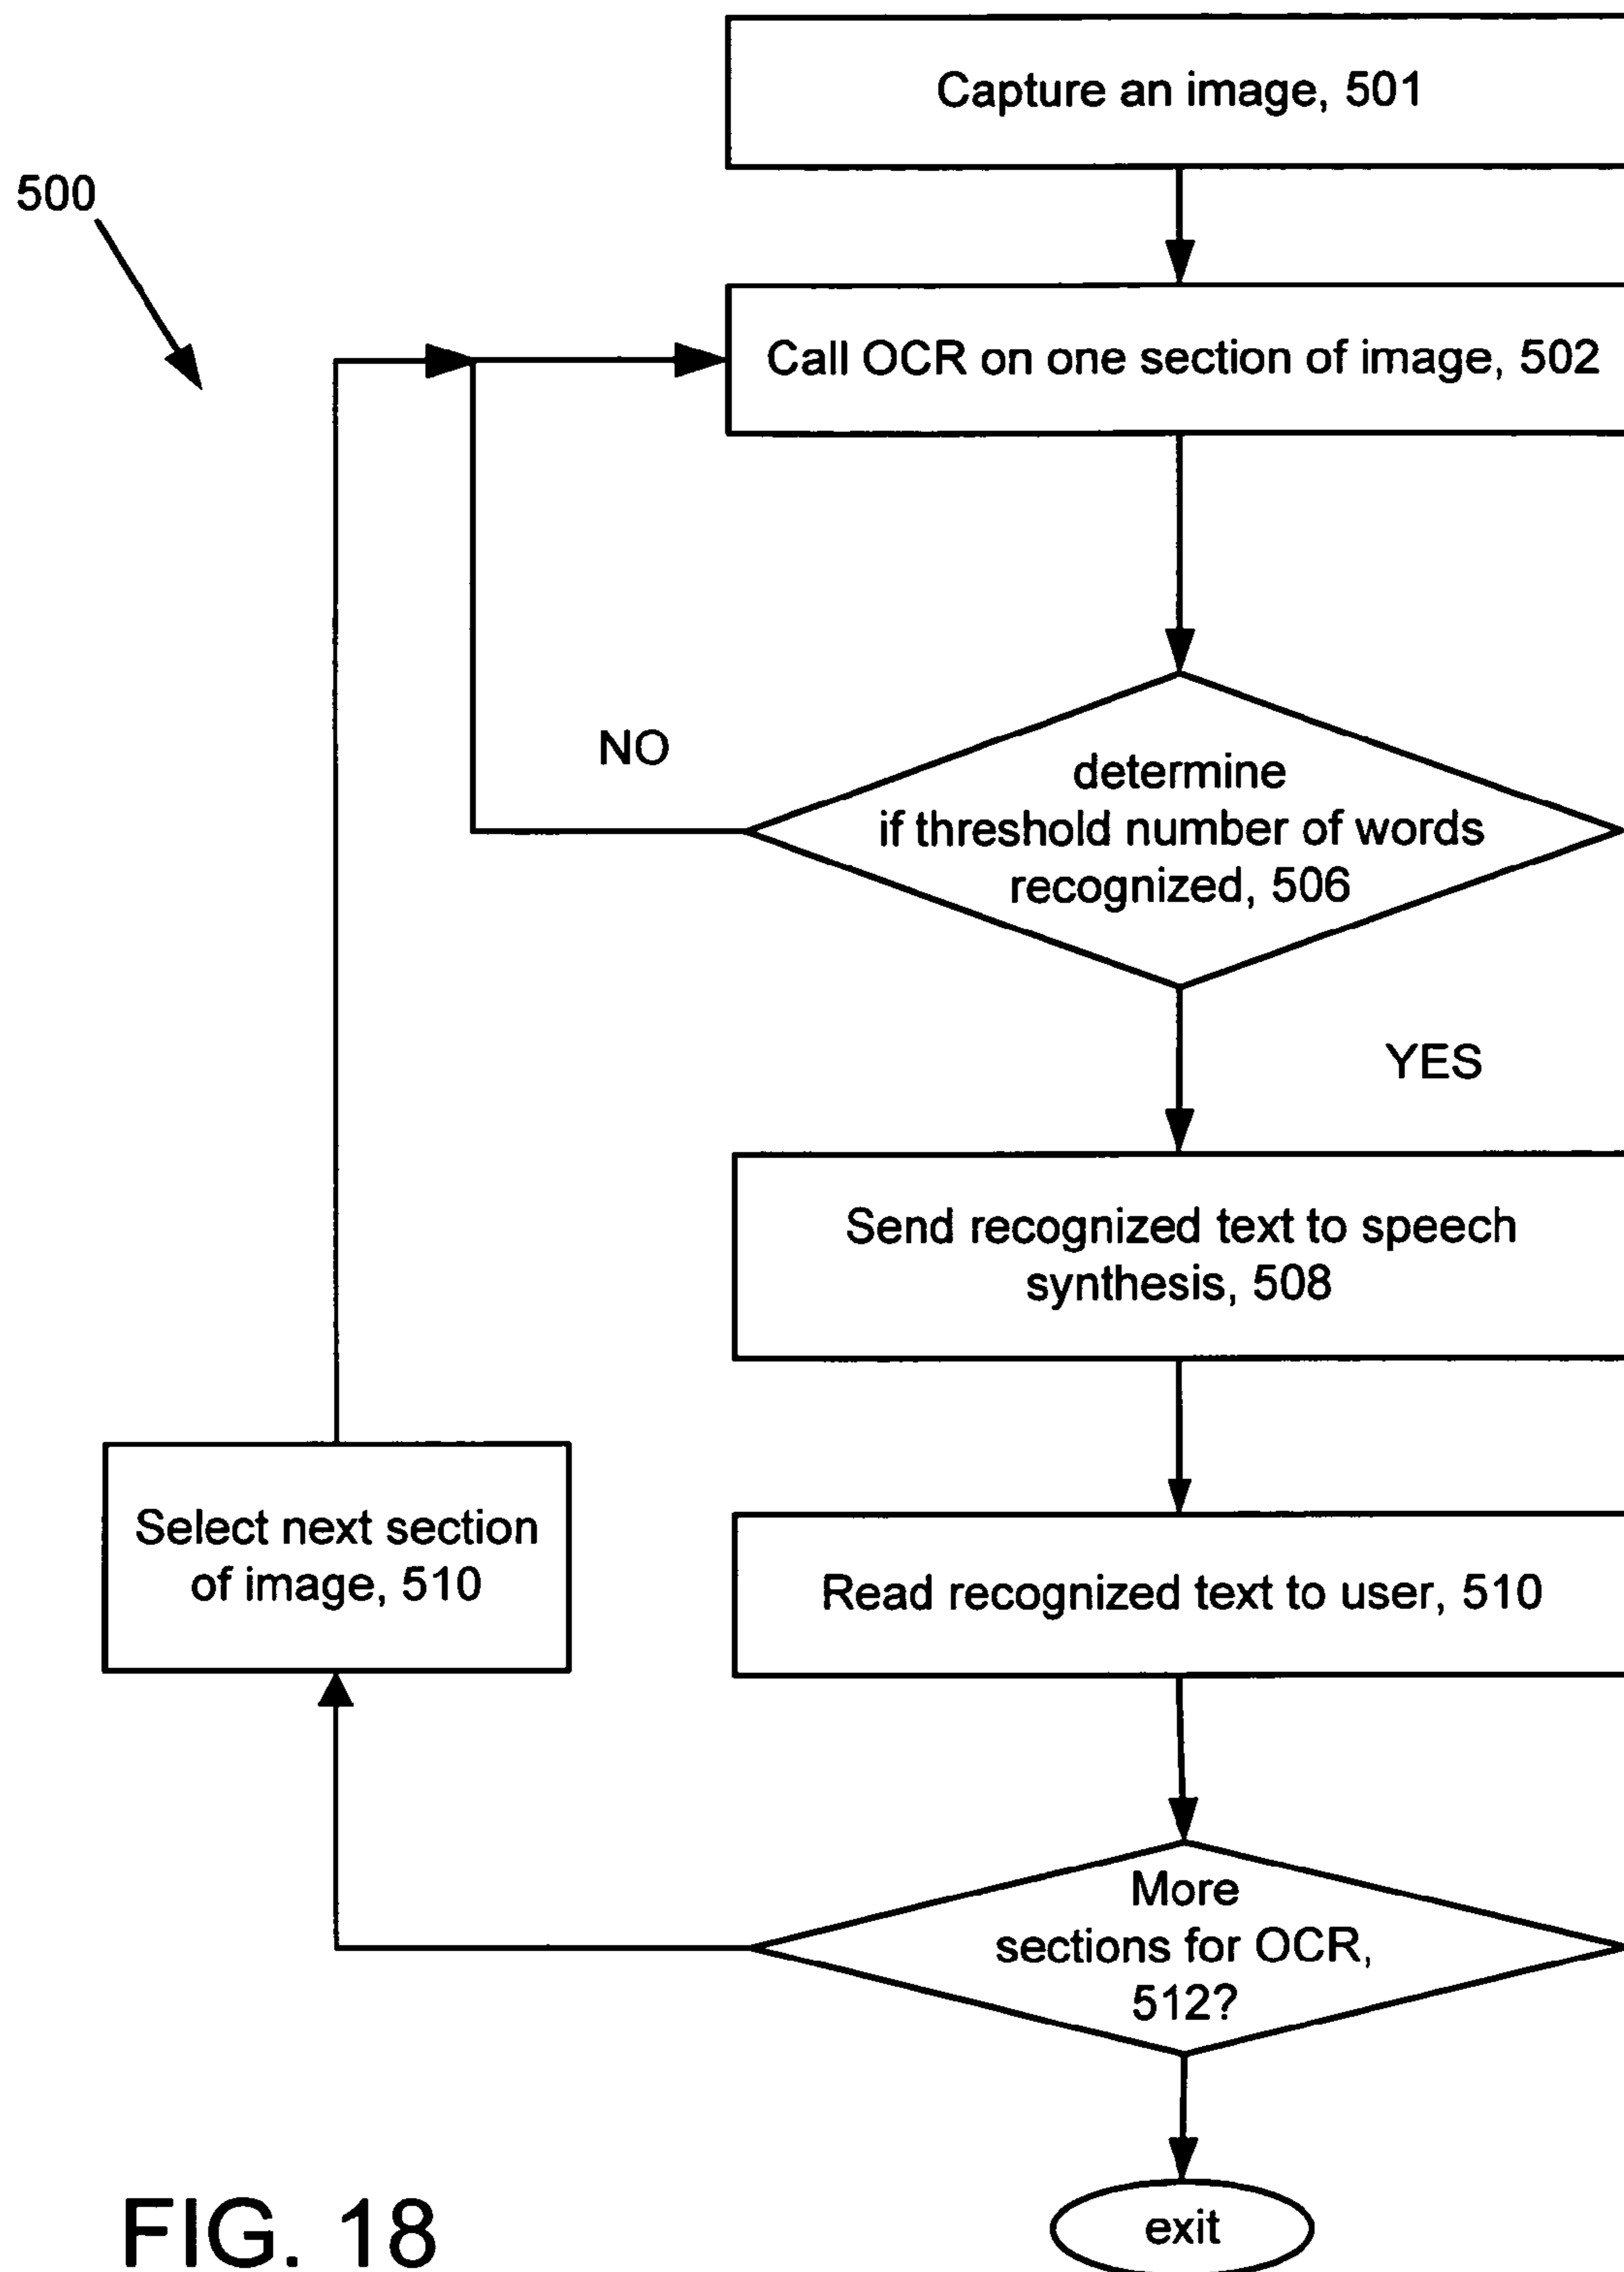 Capture an image, 501
500
Call OCR on one section of image, 502
NO
determine
if threshold number of words
recognized, 506
YES
Send recognized text to speech
synthesis, 508
Select next section
of image, 510
Read recognized text to user, 510
More
sections for OCR,
512?
exit
FIG. 18